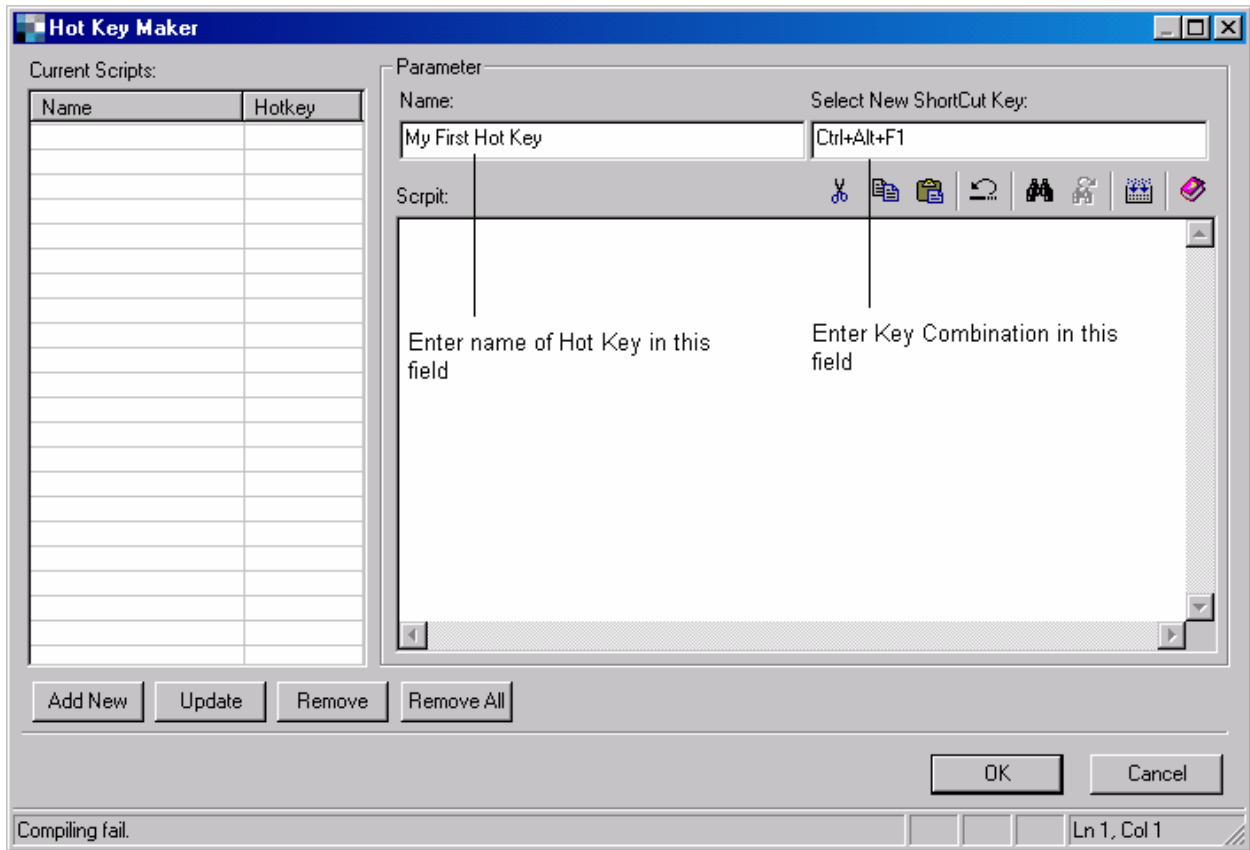 Hot Key Maker
Current Scripts:
Name Hotkey
Parameter
Name: Select New ShortCut Key:
My First Hot Key Ctrl+Alt+F1
Scrpit:
Enter name of Hot Key in this
field
Enter Key Combination in this
field
Add New Update Remove Remove All
OK Cancel
Compiling fail. Ln 1, Col 1